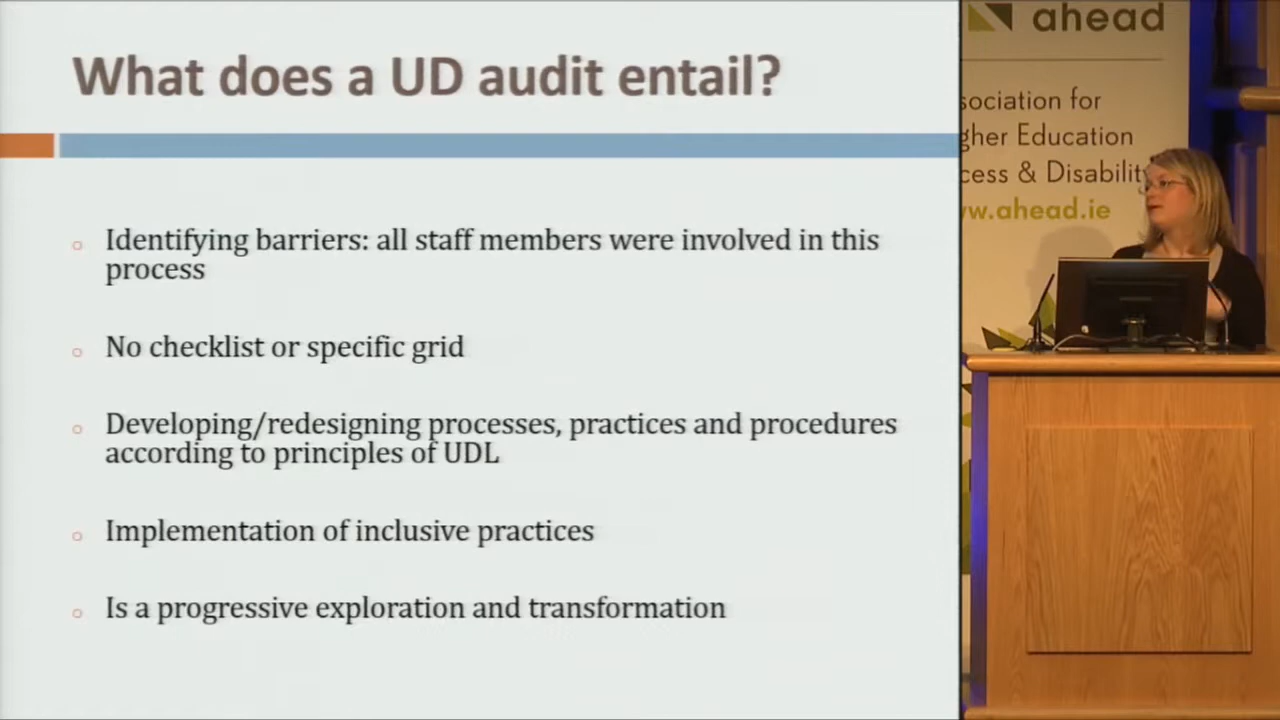 What does a UD audit entail?
Identifying barriers: all staff members were involved in this
process
No checklist or specific grid
Developing/redesigning processes, practices and procedures
according to principles of UDL
Implementation of inclusive practices
Is a progressive exploration and transformation
ahead
sociation for
gher Education
cess & Disability
w.ahead.ie